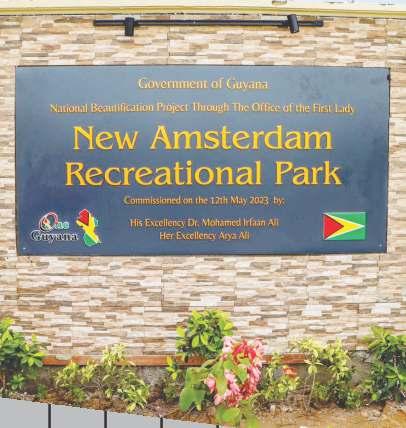 Government of Guyana
National Beautification Project Through The Office of the First Lady
New Amsterdam
Recreational Park
Commissioned on the 12th May 2023 by:
His Excellency Dr. Mohamed Irfaan Ali
Her Excellency Arya Ali
One
Guyana